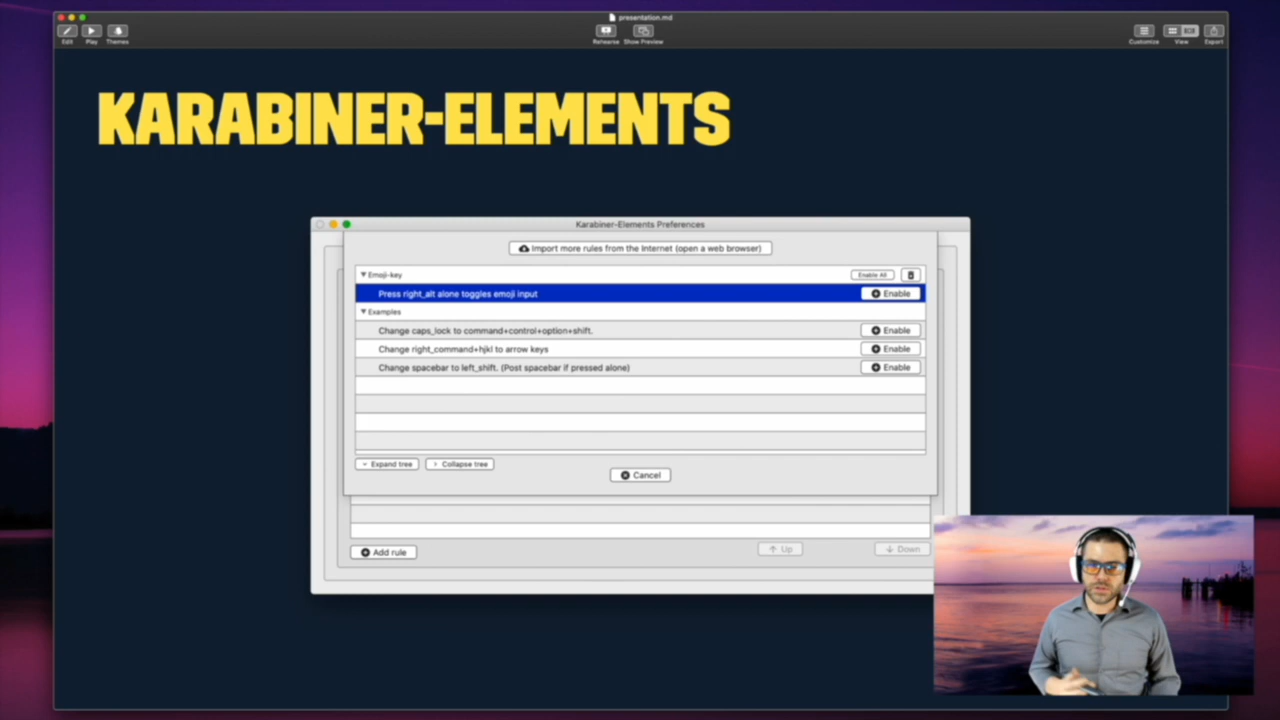 presentation.md
Edit
Play
Themes
Rehearse
Show Preview
Customize
View
Export
KARABINER-ELEMENTS
Karabiner-Elements Preferences
Import more rules from the Internet (open a web browser)
Emoji-key
Enable All
Press right_alt alone toggles emoji input
Enable
Examples
Change caps_lock to command+control+option+shift.
Enable
Change right_command+hjkl to arrow keys
Enable
Change spacebar to left_shift. (Post spacebar if pressed alone)
Enable
Expand tree
Collapse tree
Cancel
Add rule
Up
Down